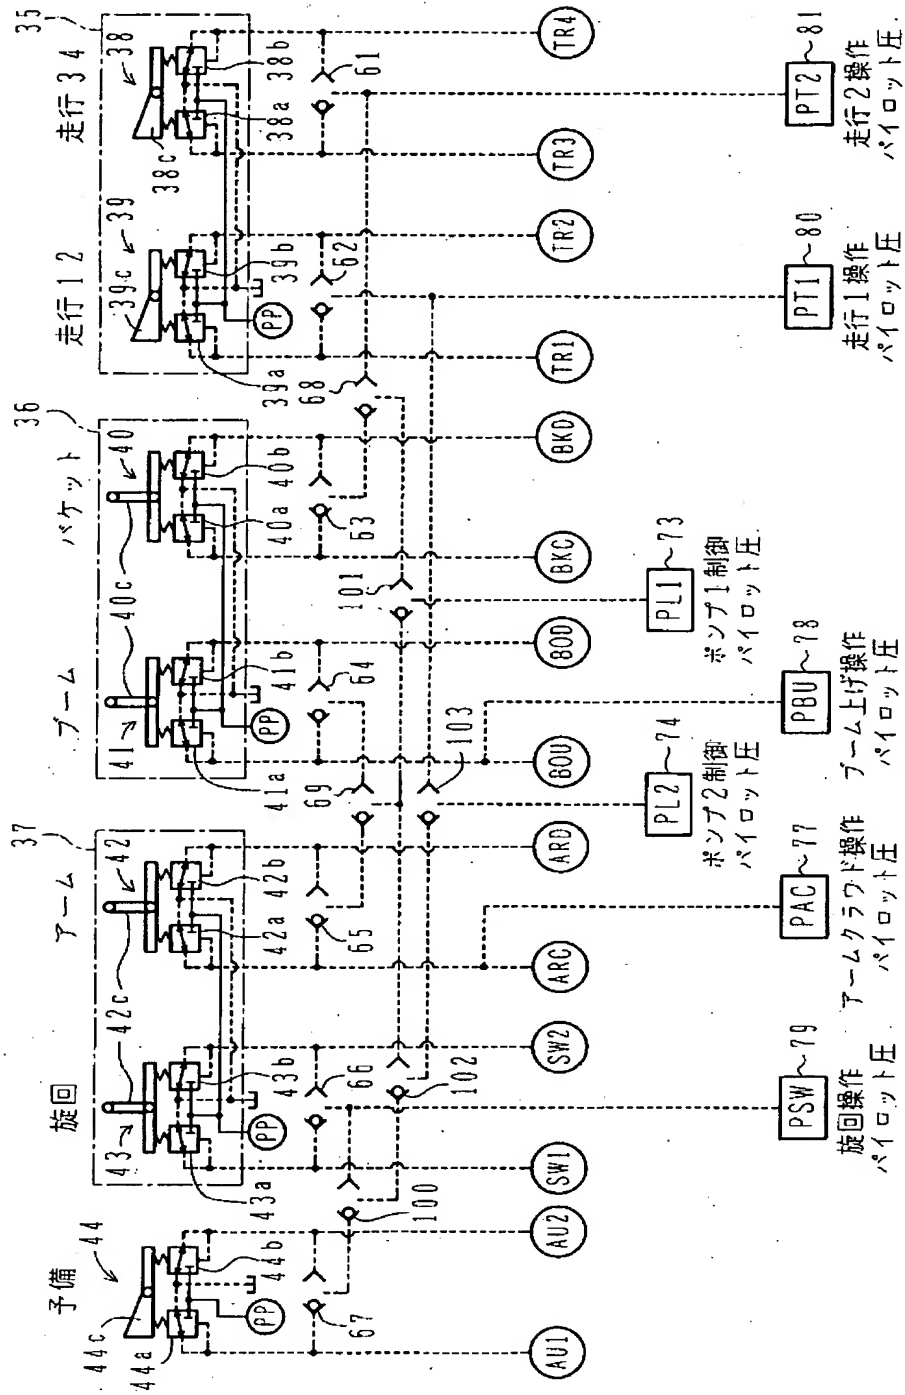 予備
旋回
アーム
ブーム
バケット
走行1 2
走行3 4
35
36
37
38
38a
38b
38c
39
39a
39b
39c
40
40a
40b
40c
40c
41
41a
41b
42
42a
42b
42c
42c
43
43a
43b
44
44a
44b
44c
PP
PP
PP
PP
61
62
63
64
65
66
67
68
69
100
101
102
103
AU1
AU2
SW1
SW2
ARC
ARD
BOU
BOD
BKC
BKD
TR1
TR2
TR3
TR4
PL1 73
ポンプ1制御
パイロット圧
PL2 74
ポンプ2制御
パイロット圧
PSW 79
旋回操作
パイロット圧
PAC 77
アームクラウド操作
パイロット圧
PBU 78
ブーム上げ操作
パイロット圧
PT1 80
走行1操作
パイロット圧
PT2 81
走行2操作
パイロット圧